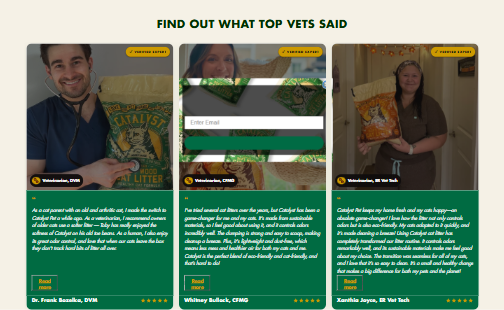 FIND OUT WHAT TOP VETS SAID
✓ VERIFIED EXPERT
✓ VERIFIED EXPERT
✓ VERIFIED EXPERT
CATALYST
CAT LITTER
Enter Email
Veterinarian, DVM
Veterinarian, CFMG
Veterinarian, ER Vet Tech
As a cat parent with an old and arthritic cat, I made the switch to
Catalyst Pet a while ago. As a veterinarian, I recommend owners
of older cats use a softer litter — Toby has really enjoyed the
softness of Catalyst on his old toe beans. As a human, I also enjoy
its great odor control, and love that when our cats leave the box
they don't track hard bits of litter all over.
Read
more
Dr. Frank Bozelka, DVM
★★★★★
I've tried several cat litters over the years, but Catalyst has been a
game-changer for me and my cats. It's made from sustainable
materials, so I feel good about using it, and it controls odors
incredibly well. The clumping is strong and easy to scoop, making
cleanup a breeze. Plus, it's lightweight and dust-free, which
means less mess and healthier air for both my cats and me.
Catalyst is the perfect blend of eco-friendly and cat-friendly, and
that's hard to do!
Whitney Bullock, CFMG
★★★★★
Catalyst Pet keeps my home fresh and my cats happy—an
absolute game-changer! I love how the litter not only controls
odors but is also eco-friendly. My cats adapted to it quickly, and
it's made cleaning a breeze! Using Catalyst cat litter has
completely transformed our litter routine. It controls odors
remarkably well, and its sustainable materials make me feel good
about my choice. The transition was seamless for all of my cats,
and I love that it's so easy to clean. It's a small and healthy change
that makes a big difference for both my pets and the planet!
Read
more
Xanthia Joyce, ER Vet Tech
★★★★★